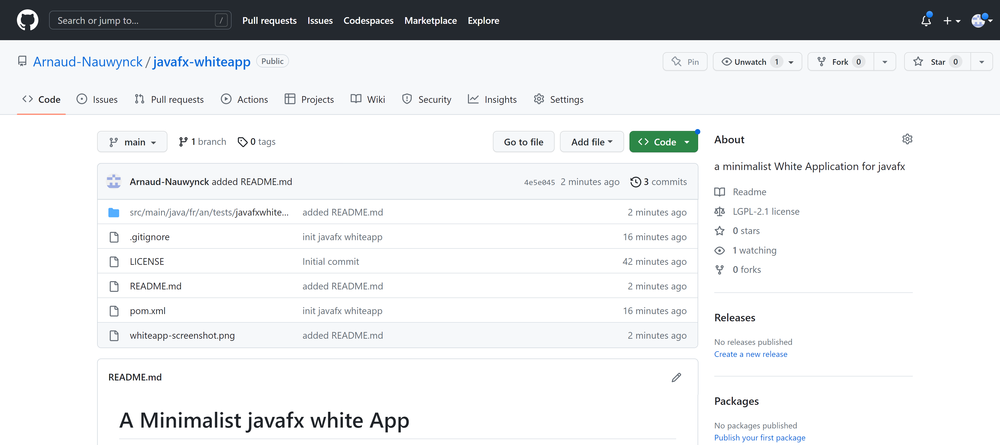 Search or jump to... / Pull requests Issues Codespaces Marketplace Explore
Arnaud-Nauwynck / javafx-whiteapp Public Pin Unwatch 1 Fork 0 Star 0
Code Issues Pull requests Actions Projects Wiki Security Insights Settings
main 1 branch 0 tags Go to file Add file Code
Arnaud-Nauwynck added README.md 4e5e045 2 minutes ago 3 commits
src/main/java/fr/an/tests/javafxwhite... added README.md 2 minutes ago
.gitignore init javafx whiteapp 16 minutes ago
LICENSE Initial commit 42 minutes ago
README.md added README.md 2 minutes ago
pom.xml init javafx whiteapp 16 minutes ago
whiteapp-screenshot.png added README.md 2 minutes ago
README.md
A Minimalist javafx white App
About
a minimalist White Application for javafx
Readme
LGPL-2.1 license
0 stars
1 watching
0 forks
Releases
No releases published
Create a new release
Packages
No packages published
Publish your first package